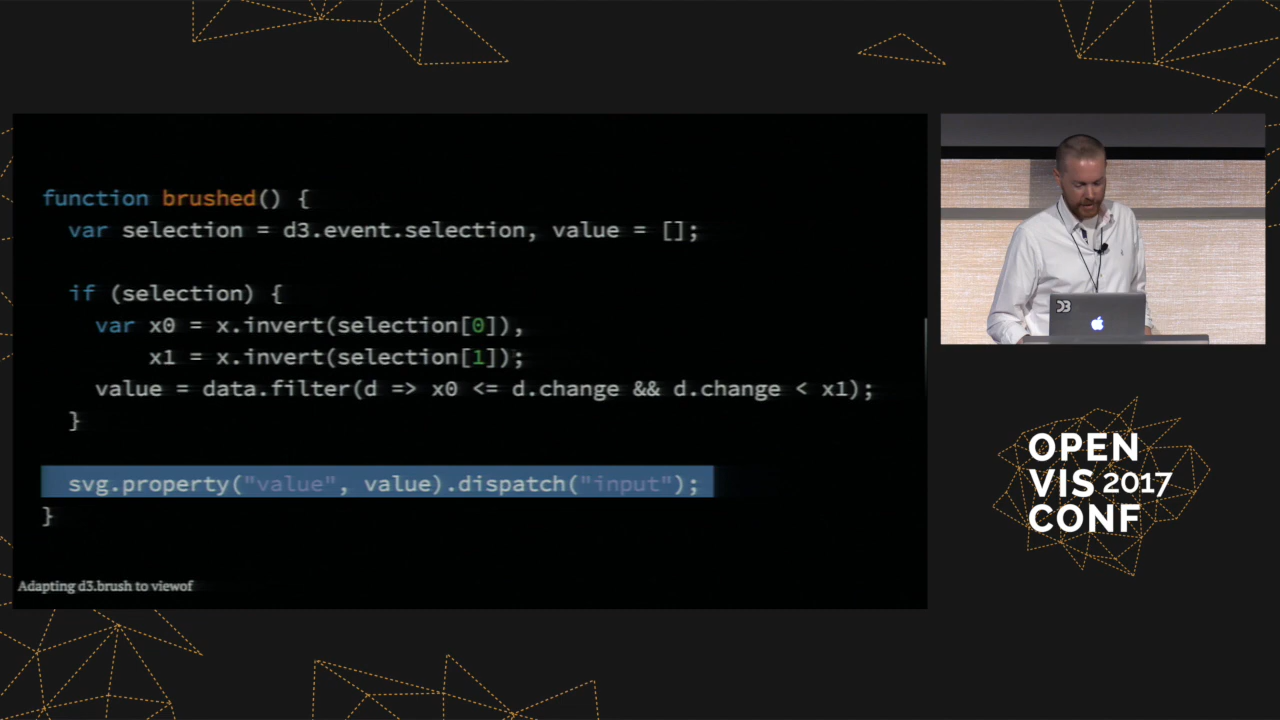 function brushed() {
var selection = d3.event.selection, value = [];
if (selection) {
var x0 = x.invert(selection[0]),
x1 = x.invert(selection[1]);
value = data.filter(d => x0 <= d.change && d.change < x1);
}
svg.property("value", value).dispatch("input");
}
Adapting d3.brush to viewof
D3
OPEN
VIS 2017
CONF